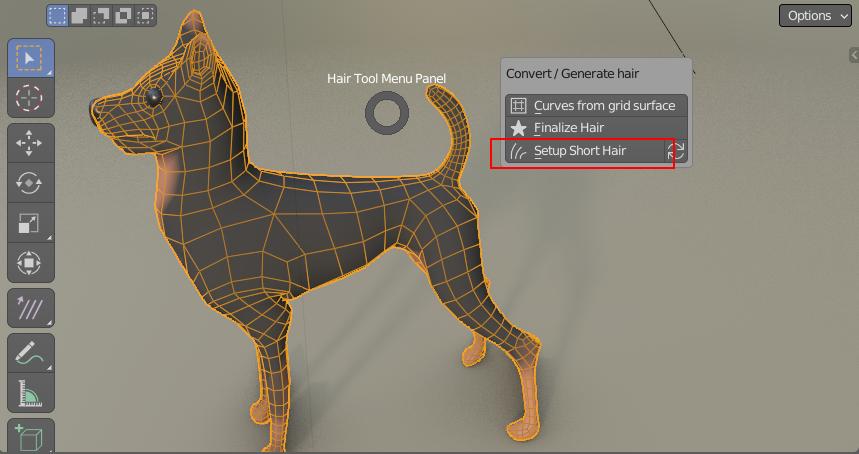 Options
Hair Tool Menu Panel
Convert / Generate hair
Curves from grid surface
Finalize Hair
Setup Short Hair